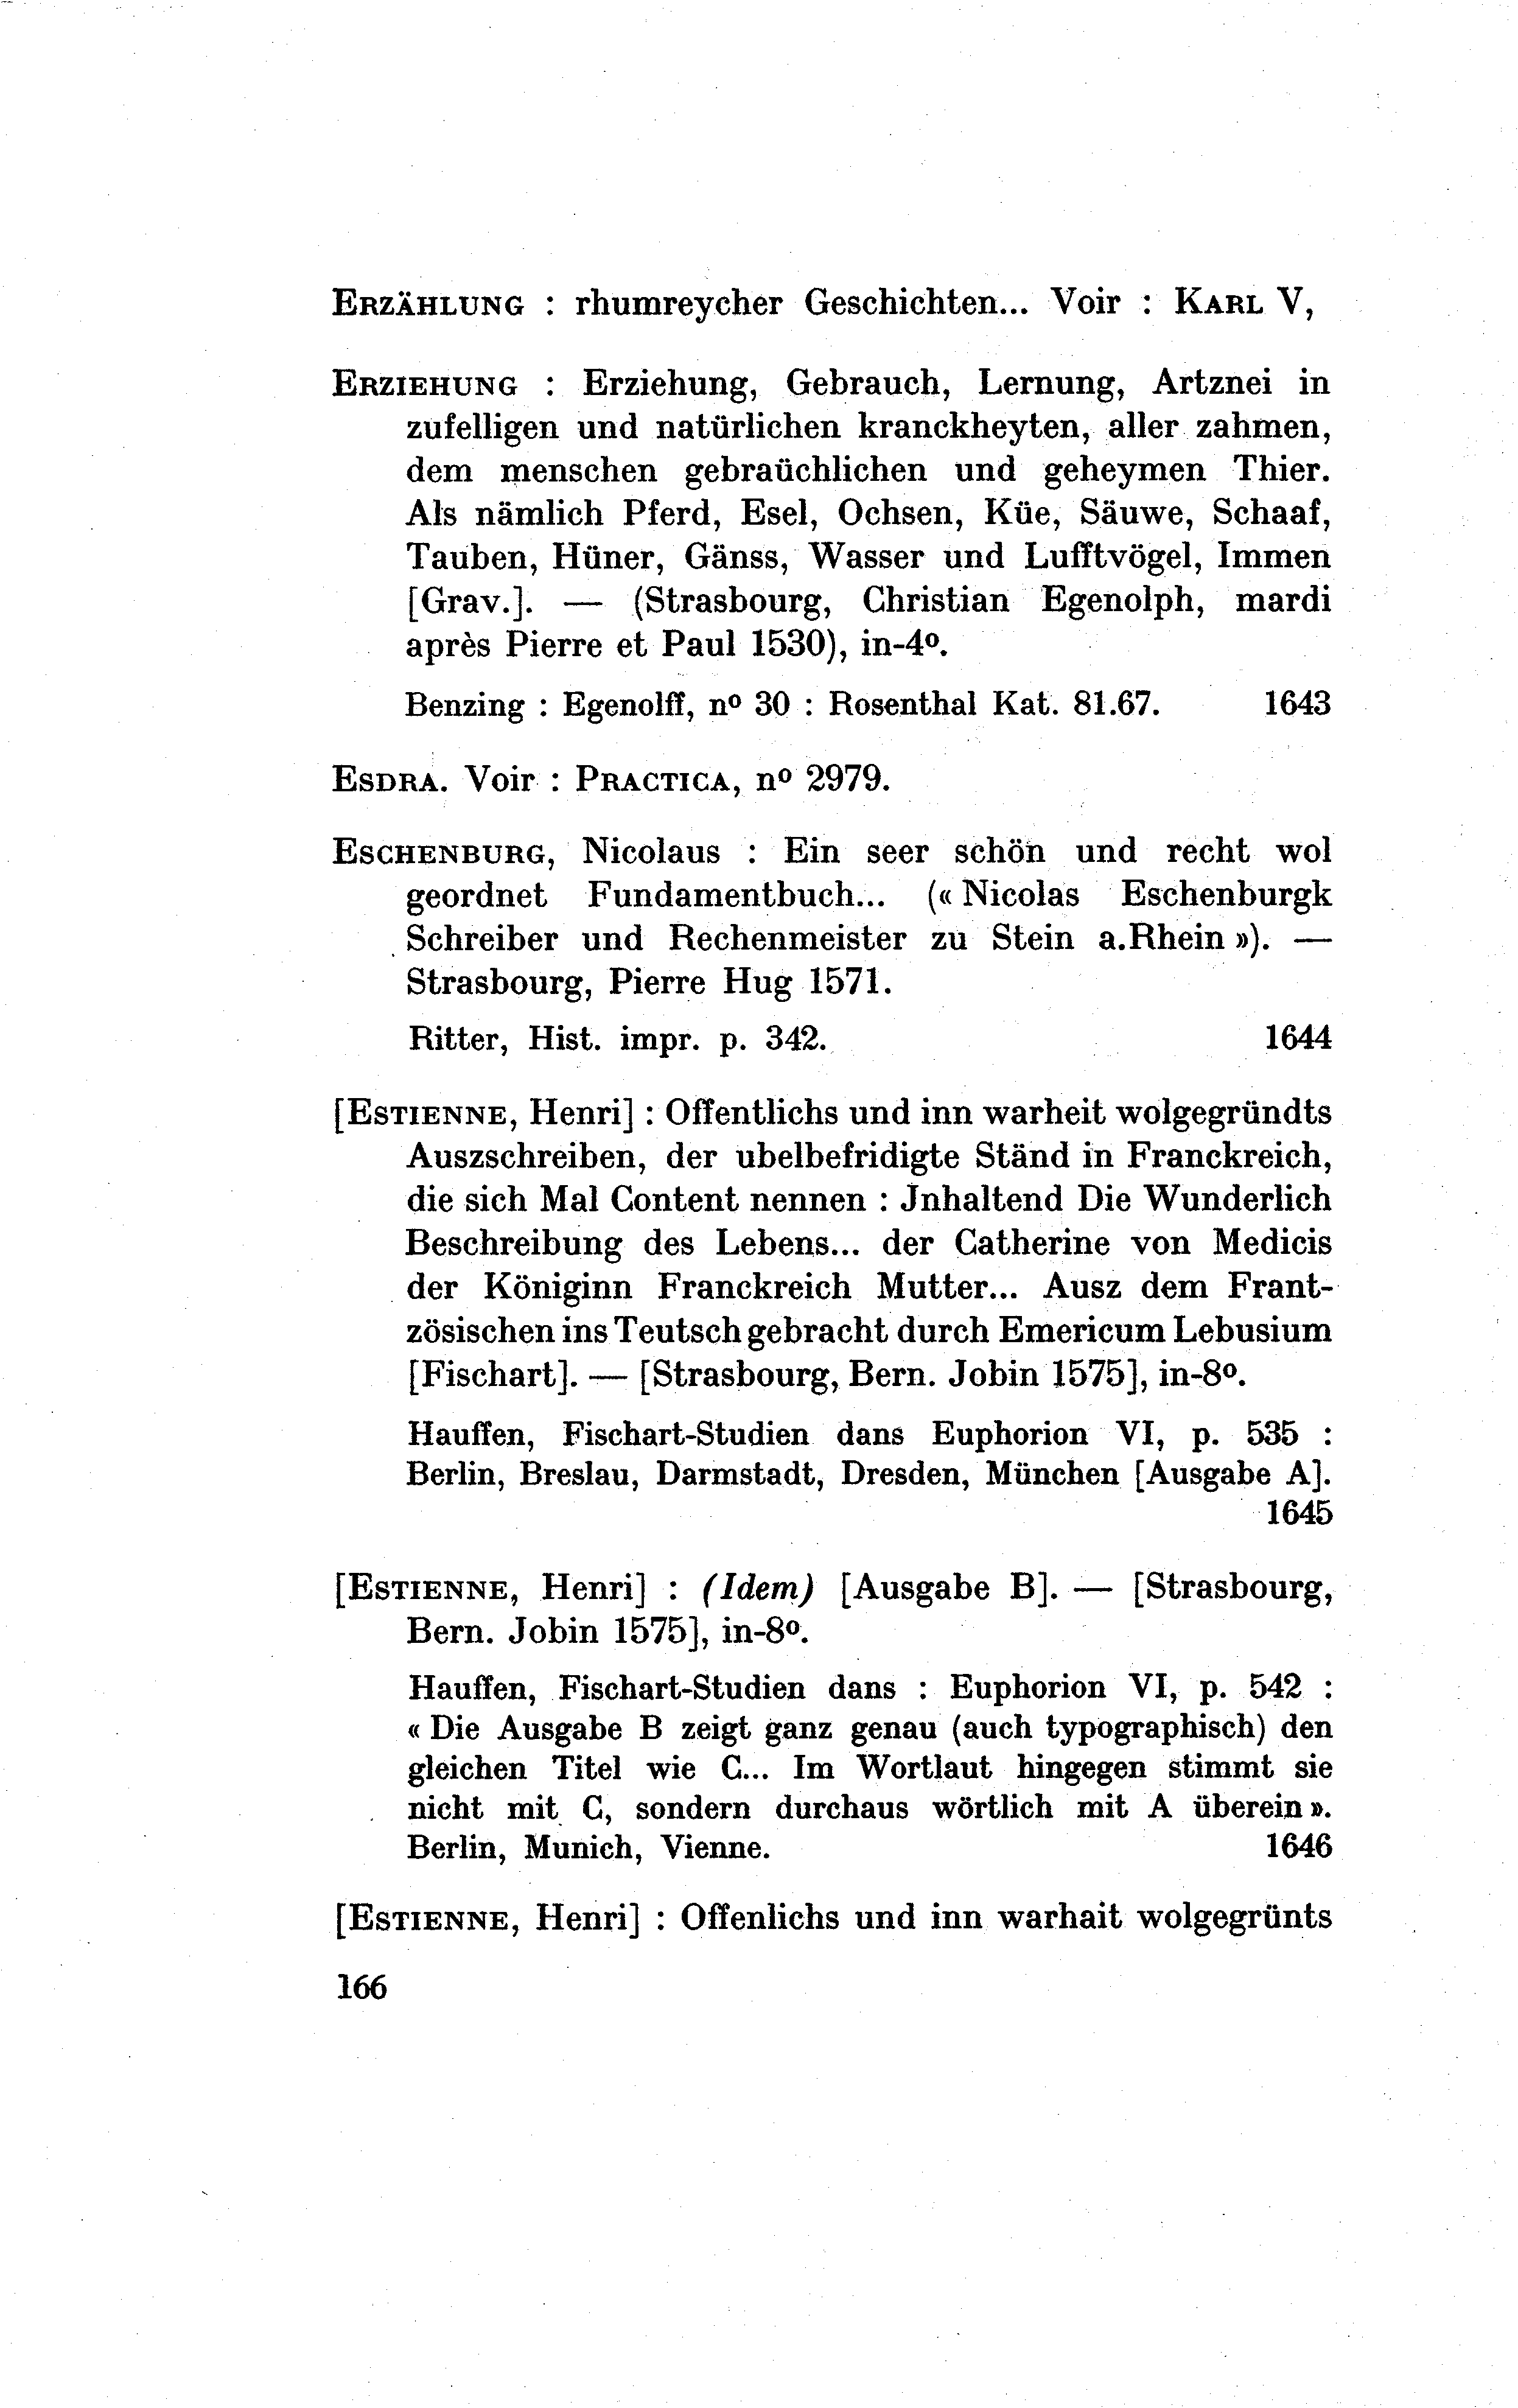 ERZÄHLUNG : rhumreycher Geschichten... Voir : KARL V,
ERZIEHUNG : Erziehung, Gebrauch, Lernung, Artznei in
zufelligen und natürlichen kranckheyten, aller zahmen,
dem menschen gebraüchlichen und geheymen Thier.
Als nämlich Pferd, Esel, Ochsen, Küe, Säuwe, Schaaf,
Tauben, Hüner, Gänss, Wasser und Lufftvögel, Immen
[Grav.]. — (Strasbourg, Christian Egenolph, mardi
après Pierre et Paul 1530), in-4º.
Benzing : Egenolff, nº 30 : Rosenthal Kat. 81.67. 1643
ESDRA. Voir : PRACTICA, nº 2979.
ESCHENBURG, Nicolaus : Ein seer schön und recht wol
geordnet Fundamentbuch... (« Nicolas Eschenburgk
Schreiber und Rechenmeister zu Stein a.Rhein »). —
Strasbourg, Pierre Hug 1571.
Ritter, Hist. impr. p. 342. 1644
[ESTIENNE, Henri] : Offentlichs und inn warheit wolgegründts
Auszschreiben, der ubelbefridigte Ständ in Franckreich,
die sich Mal Content nennen : Jnhaltend Die Wunderlich
Beschreibung des Lebens... der Catherine von Medicis
der Königinn Franckreich Mutter... Ausz dem Frant-
zösischen ins Teutsch gebracht durch Emericum Lebusium
[Fischart]. — [Strasbourg, Bern. Jobin 1575], in-8º.
Hauffen, Fischart-Studien dans Euphorion VI, p. 535 :
Berlin, Breslau, Darmstadt, Dresden, München [Ausgabe A].
1645
[ESTIENNE, Henri] : (Idem) [Ausgabe B]. — [Strasbourg,
Bern. Jobin 1575], in-8º.
Hauffen, Fischart-Studien dans : Euphorion VI, p. 542 :
« Die Ausgabe B zeigt ganz genau (auch typographisch) den
gleichen Titel wie C... Im Wortlaut hingegen stimmt sie
nicht mit C, sondern durchaus wörtlich mit A überein ».
Berlin, Munich, Vienne. 1646
[ESTIENNE, Henri] : Offenlichs und inn warhait wolgegrünts
166